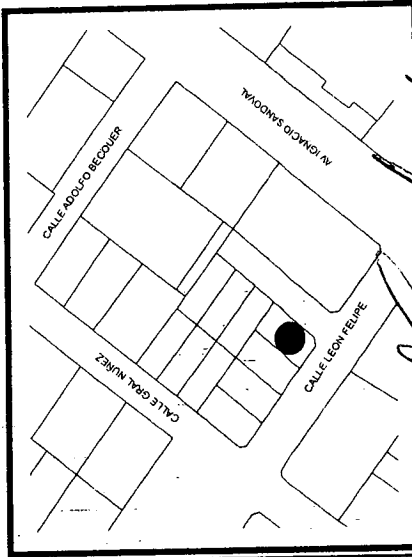 CALLE ADOLFO BECQUER
AV IGNACIO SANDOVAL
CALLE GRAL NUÑEZ
CALLE LEON FELIPE